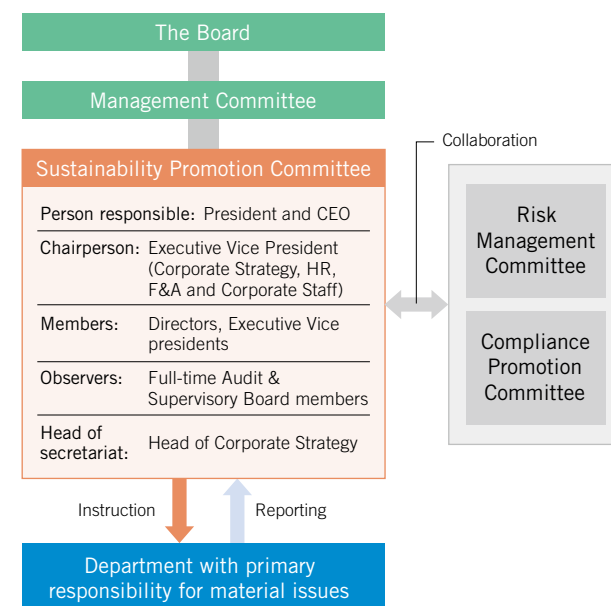 The Board
Management Committee
Sustainability Promotion Committee
Person responsible: President and CEO
Chairperson: Executive Vice President
(Corporate Strategy, HR,
F&A and Corporate Staff)
Members: Directors, Executive Vice
presidents
Observers: Full-time Audit &
Supervisory Board members
Head of
secretariat: Head of Corporate Strategy
Collaboration
Risk
Management
Committee
Compliance
Promotion
Committee
Instruction
Reporting
Department with primary
responsibility for material issues